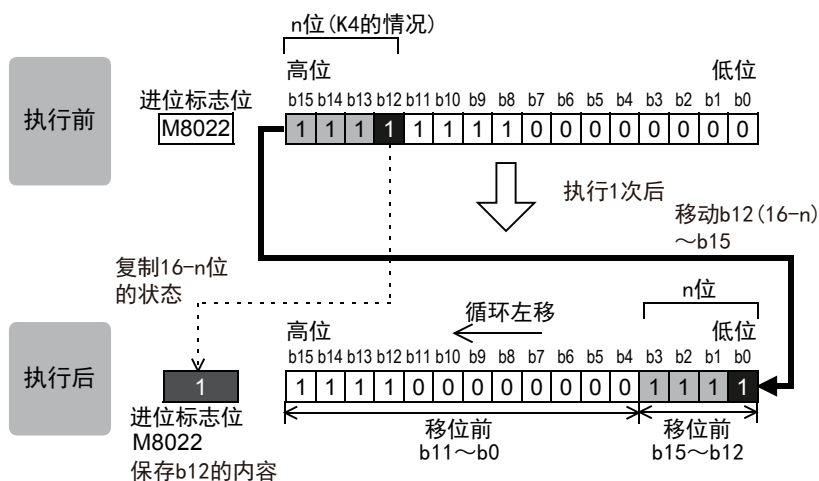 n位(K4的情况)
高位 低位
执行前
进位标志位
M8022
b15 b14 b13 b12 b11 b10 b9 b8 b7 b6 b5 b4 b3 b2 b1 b0
1 1 1 1 1 1 1 1 0 0 0 0 0 0 0 0
执行1次后
移动b12(16-n)
～b15
复制16-n位
的状态
n位
循环左移
高位 低位
执行后
b15 b14 b13 b12 b11 b10 b9 b8 b7 b6 b5 b4 b3 b2 b1 b0
1
1 1 1 1 0 0 0 0 0 0 0 0 1 1 1 1
进位标志位
M8022
保存b12的内容
移位前
b11～b0
移位前
b15～b12